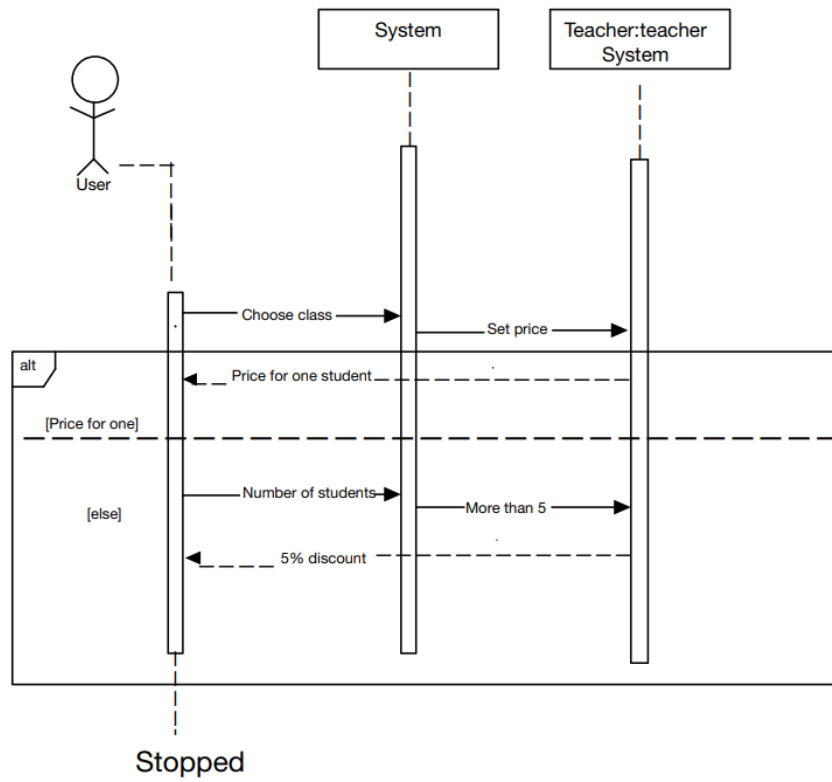 System
Teacher:teacher
System
User
Choose class
Set price
alt
Price for one student
[Price for one]
Number of students
[else]
More than 5
5% discount
Stopped